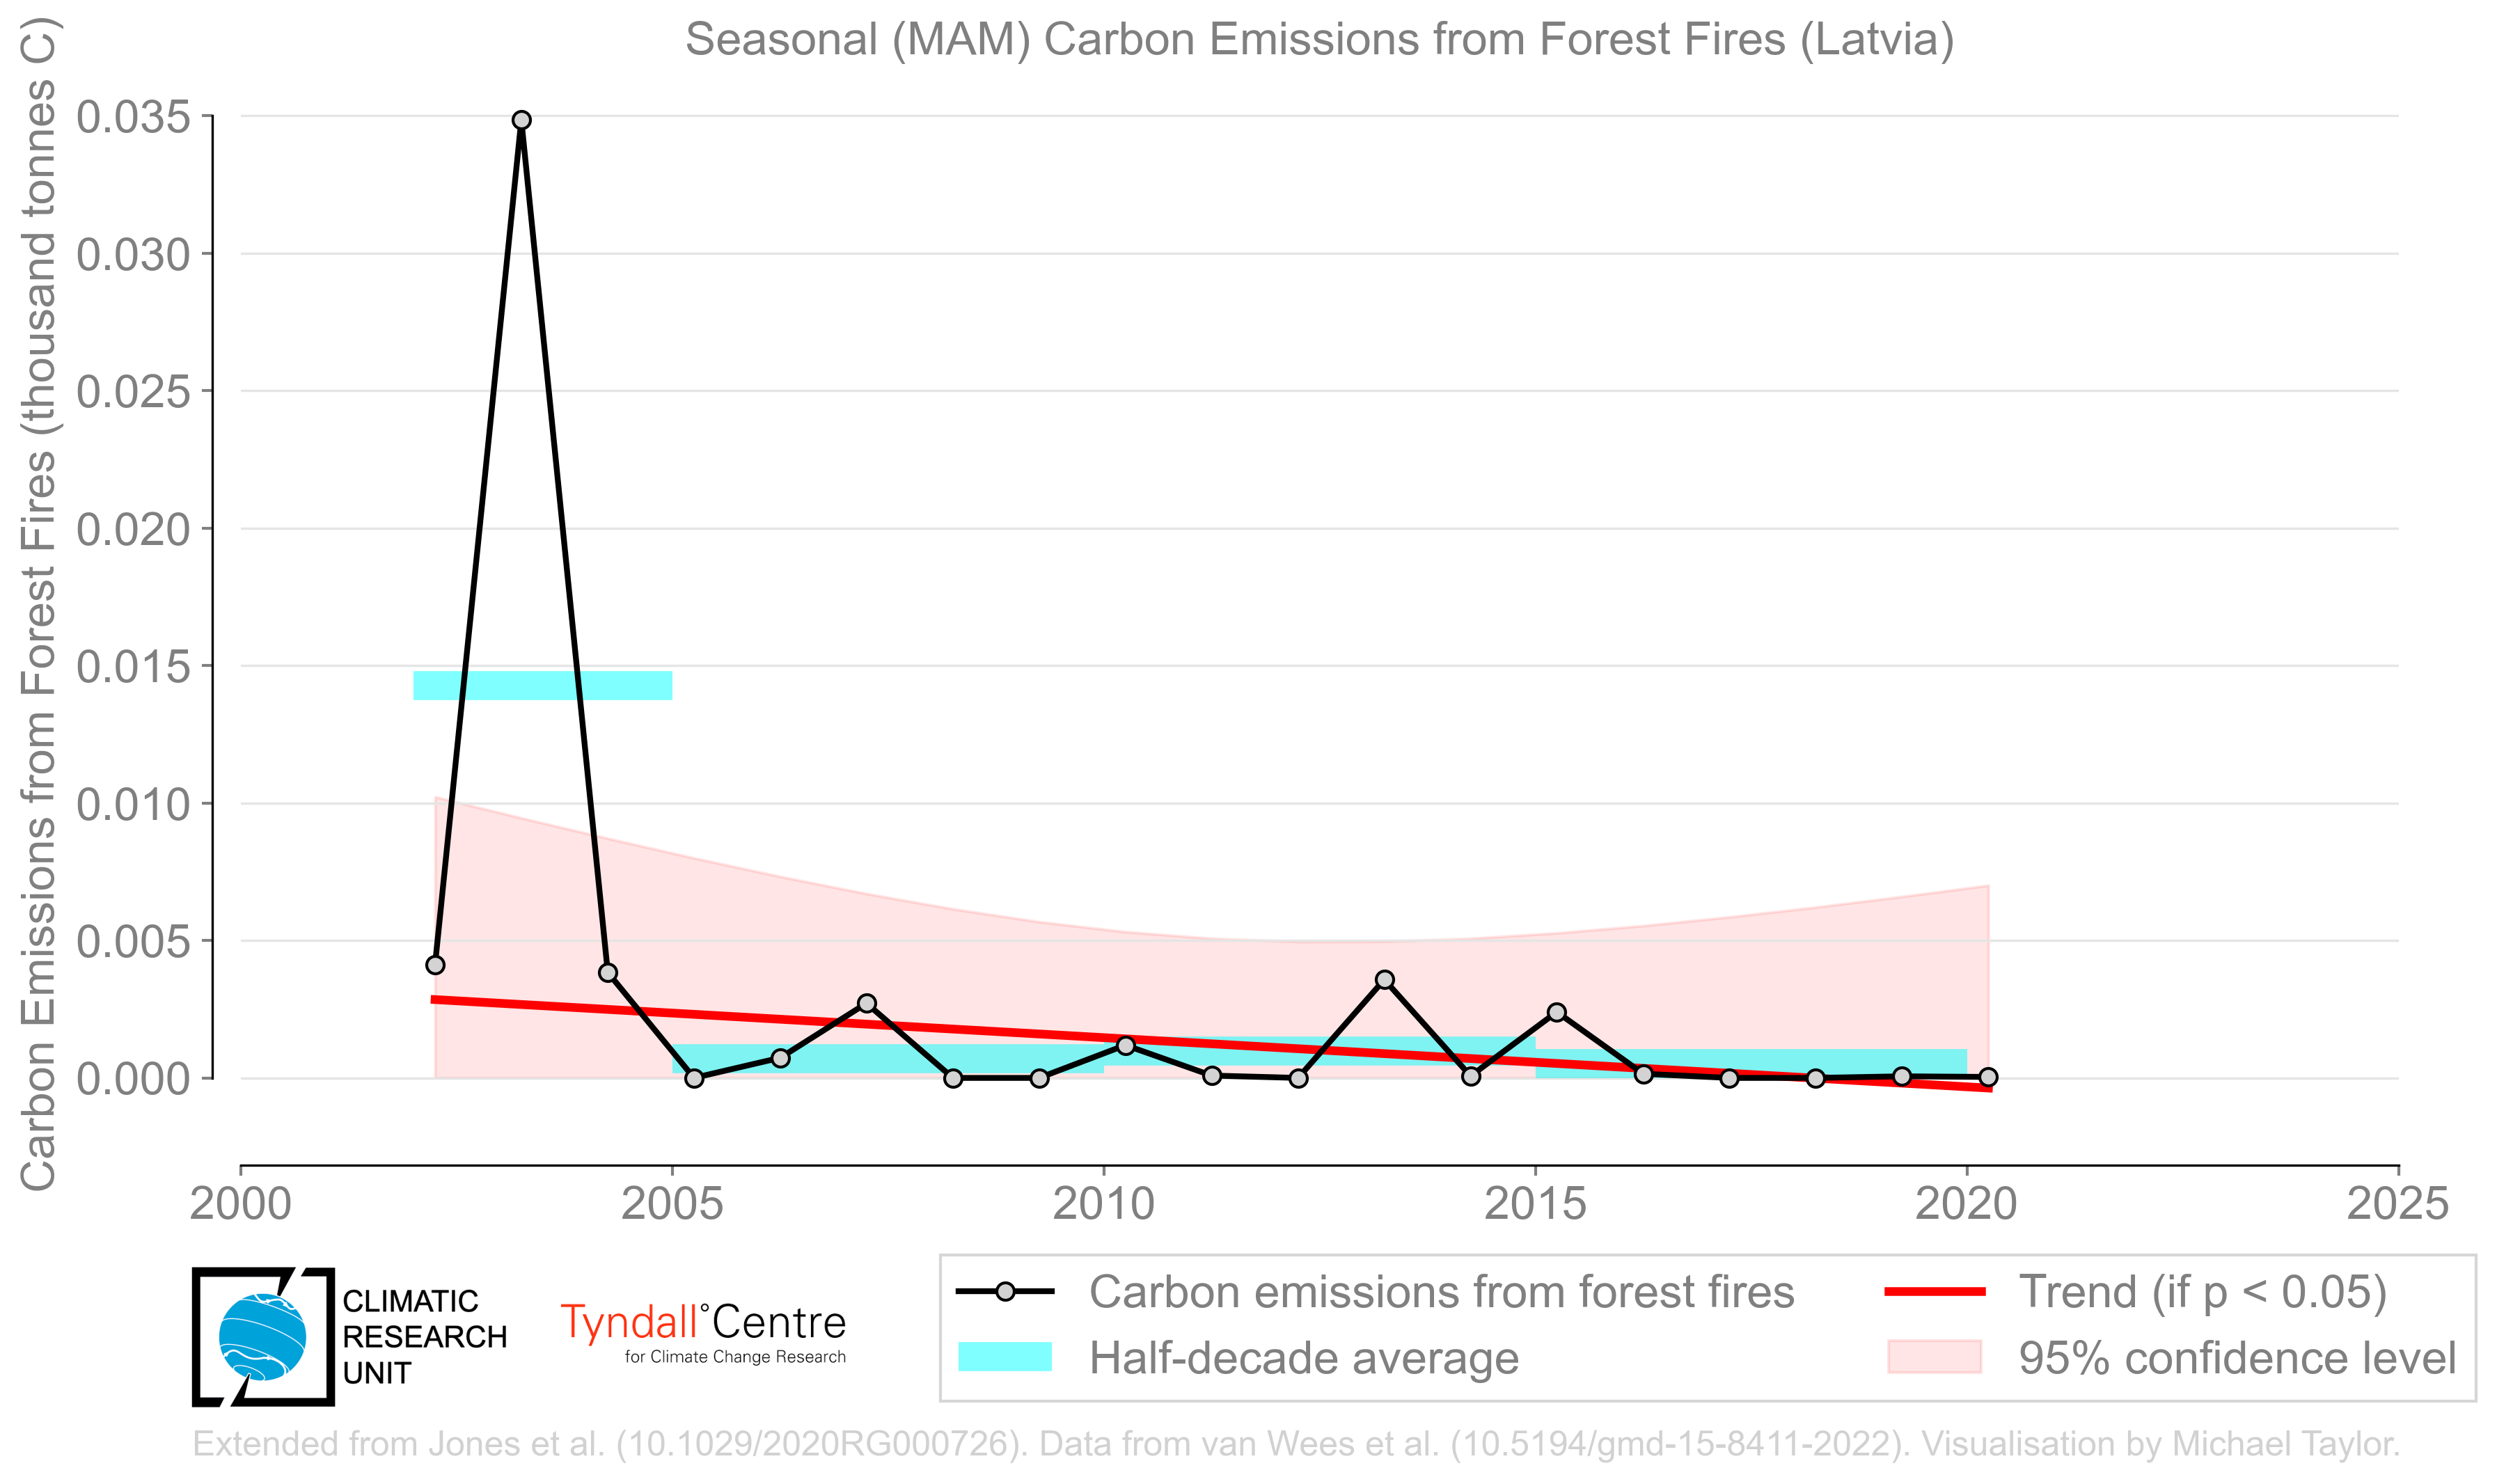 Seasonal (MAM) Carbon Emissions from Forest Fires (Latvia)
Carbon Emissions from Forest Fires (thousand tonnes C)
0.035
0.030
0.025
0.020
0.015
0.010
0.005
0.000
2000 2005 2010 2015 2020 2025
CLIMATIC
RESEARCH
UNIT
Tyndall°Centre
for Climate Change Research
Carbon emissions from forest fires
Half-decade average
Trend (if p < 0.05)
95% confidence level
Extended from Jones et al. (10.1029/2020RG000726). Data from van Wees et al. (10.5194/gmd-15-8411-2022). Visualisation by Michael Taylor.